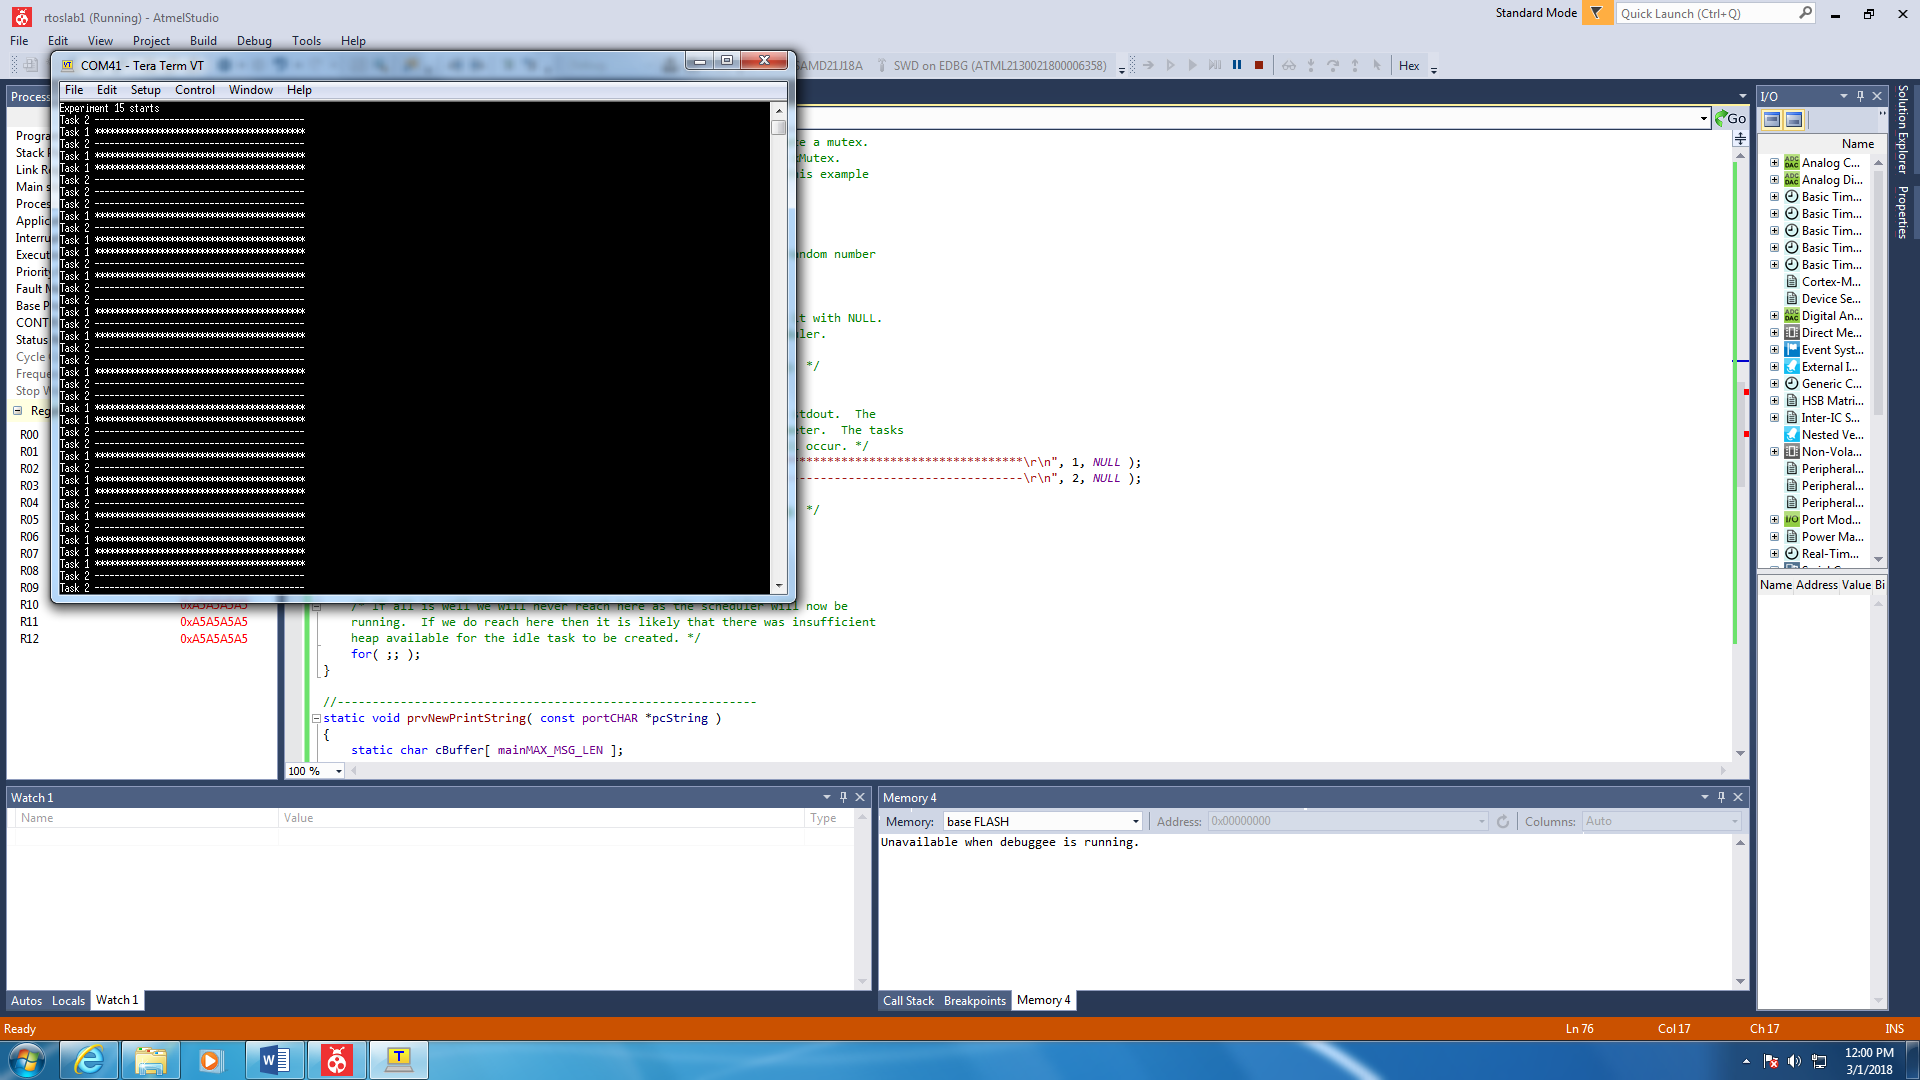 rtoslab1 (Running) - AtmelStudio
Standard Mode
Quick Launch (Ctrl+Q)
File Edit View Project Build Debug Tools Help
COM41 - Tera Term VT
SAMD21J18A
SWD on EDBG (ATML2130021800006358)
Hex
File Edit Setup Control Window Help
Experiment 15 starts
Task 2 ------------------------------------------
Task 1 ******************************************
Task 2 ------------------------------------------
Task 1 ******************************************
Task 1 ******************************************
Task 2 ------------------------------------------
Task 2 ------------------------------------------
Task 2 ------------------------------------------
Task 1 ******************************************
Task 2 ------------------------------------------
Task 1 ******************************************
Task 1 ******************************************
Task 2 ------------------------------------------
Task 1 ******************************************
Task 2 ------------------------------------------
Task 2 ------------------------------------------
Task 1 ******************************************
Task 2 ------------------------------------------
Task 1 ******************************************
Task 2 ------------------------------------------
Task 2 ------------------------------------------
Task 1 ******************************************
Task 2 ------------------------------------------
Task 2 ------------------------------------------
Task 1 ******************************************
Task 1 ******************************************
Task 2 ------------------------------------------
Task 2 ------------------------------------------
Task 1 ******************************************
Task 2 ------------------------------------------
Task 1 ******************************************
Task 1 ******************************************
Task 2 ------------------------------------------
Task 1 ******************************************
Task 2 ------------------------------------------
Task 1 ******************************************
Task 1 ******************************************
Task 1 ******************************************
Task 2 ------------------------------------------
Task 2 ------------------------------------------
Process
Progra
Stack P
Link Re
Main s
Proces
Applic
Interru
Execut
Priority
Fault M
Base P
CONT
Status
Cycle
Freque
Stop W
Reg
R00
R01
R02
R03
R04
R05
R06
R07
R08
R09
R10 0xA5A5A5A5
R11 0xA5A5A5A5
R12 0xA5A5A5A5
Go
te a mutex.
Mutex.
is example
ndom number
t with NULL.
ler.
*/
tdout. The
ter. The tasks
occur. */
********************************\r\n", 1, NULL );
--------------------------------\r\n", 2, NULL );
*/
/* If all is well we will never reach here as the scheduler will now be
running. If we do reach here then it is likely that there was insufficient
heap available for the idle task to be created. */
for( ;; );
}
//------------------------------------------------------------
static void prvNewPrintString( const portCHAR *pcString )
{
static char cBuffer[ mainMAX_MSG_LEN ];
100 %
I/O
Name
Analog C...
Analog Di...
Basic Tim...
Basic Tim...
Basic Tim...
Basic Tim...
Basic Tim...
Cortex-M...
Device Se...
Digital An...
Direct Me...
Event Syst...
External I...
Generic C...
HSB Matri...
Inter-IC S...
Nested Ve...
Non-Vola...
Peripheral...
Peripheral...
Peripheral...
Port Mod...
Power Ma...
Real-Tim...
Name Address Value Bi
Solution Explorer
Properties
Watch 1
Name Value Type
Autos Locals Watch 1
Memory 4
Memory: base FLASH Address: 0x00000000 Columns: Auto
Unavailable when debuggee is running.
Call Stack Breakpoints Memory 4
Ready Ln 76 Col 17 Ch 17 INS
12:00 PM
3/1/2018